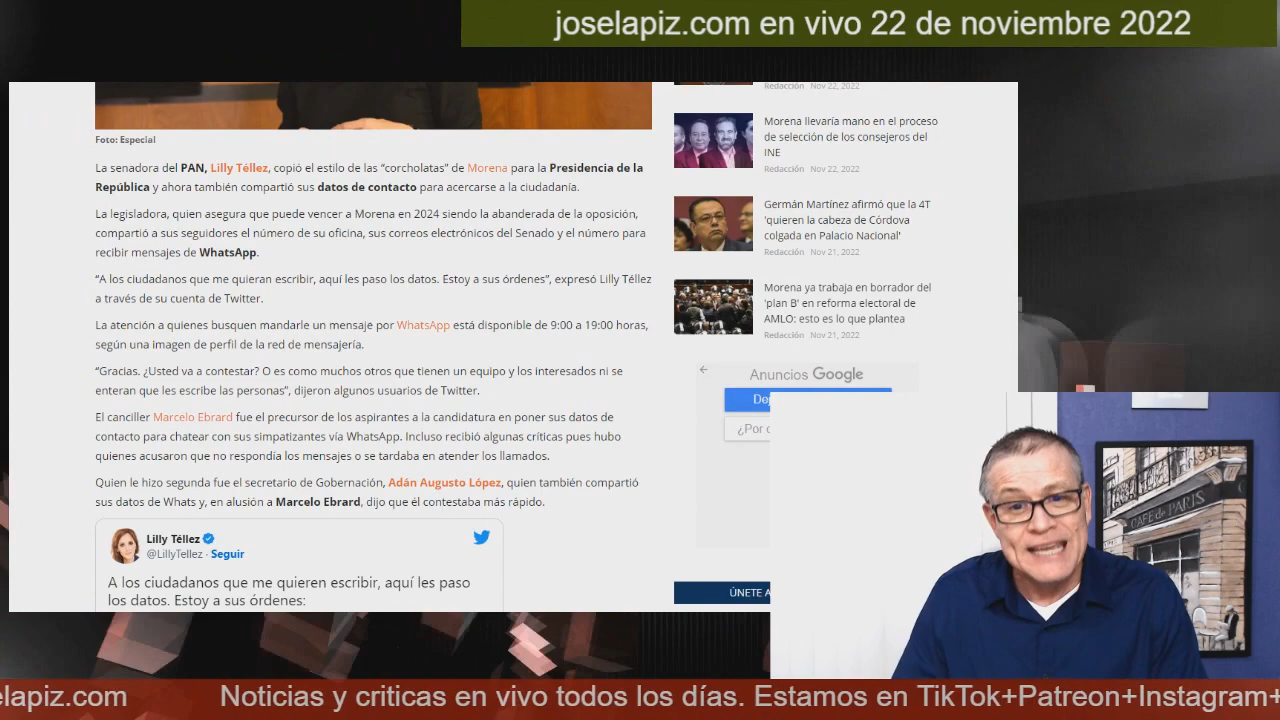 joselapiz.com en vivo 22 de noviembre 2022
Foto: Especial
La senadora del PAN, Lilly Téllez, copió el estilo de las “corcholatas” de Morena para la Presidencia de la
República y ahora también compartió sus datos de contacto para acercarse a la ciudadanía.
La legisladora, quien asegura que puede vencer a Morena en 2024 siendo la abanderada de la oposición,
compartió a sus seguidores el número de su oficina, sus correos electrónicos del Senado y el número para
recibir mensajes de WhatsApp.
“A los ciudadanos que me quieran escribir, aquí les paso los datos. Estoy a sus órdenes”, expresó Lilly Téllez
a través de su cuenta de Twitter.
La atención a quienes busquen mandarle un mensaje por WhatsApp está disponible de 9:00 a 19:00 horas,
según una imagen de perfil de la red de mensajería.
“Gracias. ¿Usted va a contestar? O es como muchos otros que tienen un equipo y los interesados ni se
enteran que les escribe las personas”, dijeron algunos usuarios de Twitter.
El canciller Marcelo Ebrard fue el precursor de los aspirantes a la candidatura en poner sus datos de
contacto para chatear con sus simpatizantes vía WhatsApp. Incluso recibió algunas críticas pues hubo
quienes acusaron que no respondía los mensajes o se tardaba en atender los llamados.
Quien le hizo segunda fue el secretario de Gobernación, Adán Augusto López, quien también compartió
sus datos de Whats y, en alusión a Marcelo Ebrard, dijo que él contestaba más rápido.
Lilly Téllez
@LillyTellez · Seguir
A los ciudadanos que me quieren escribir, aquí les paso
los datos. Estoy a sus órdenes:
Redacción Nov 22, 2022
Morena llevaría mano en el proceso
de selección de los consejeros del
INE
Redacción Nov 22, 2022
Germán Martínez afirmó que la 4T
'quieren la cabeza de Córdova
colgada en Palacio Nacional'
Redacción Nov 21, 2022
Morena ya trabaja en borrador del
'plan B' en reforma electoral de
AMLO: esto es lo que plantea
Redacción Nov 21, 2022
Anuncios Google
¿Por
ÚNETE A
CAFE de PARIS
elapiz.com Noticias y criticas en vivo todos los días. Estamos en TikTok+Patreon+Instagram+